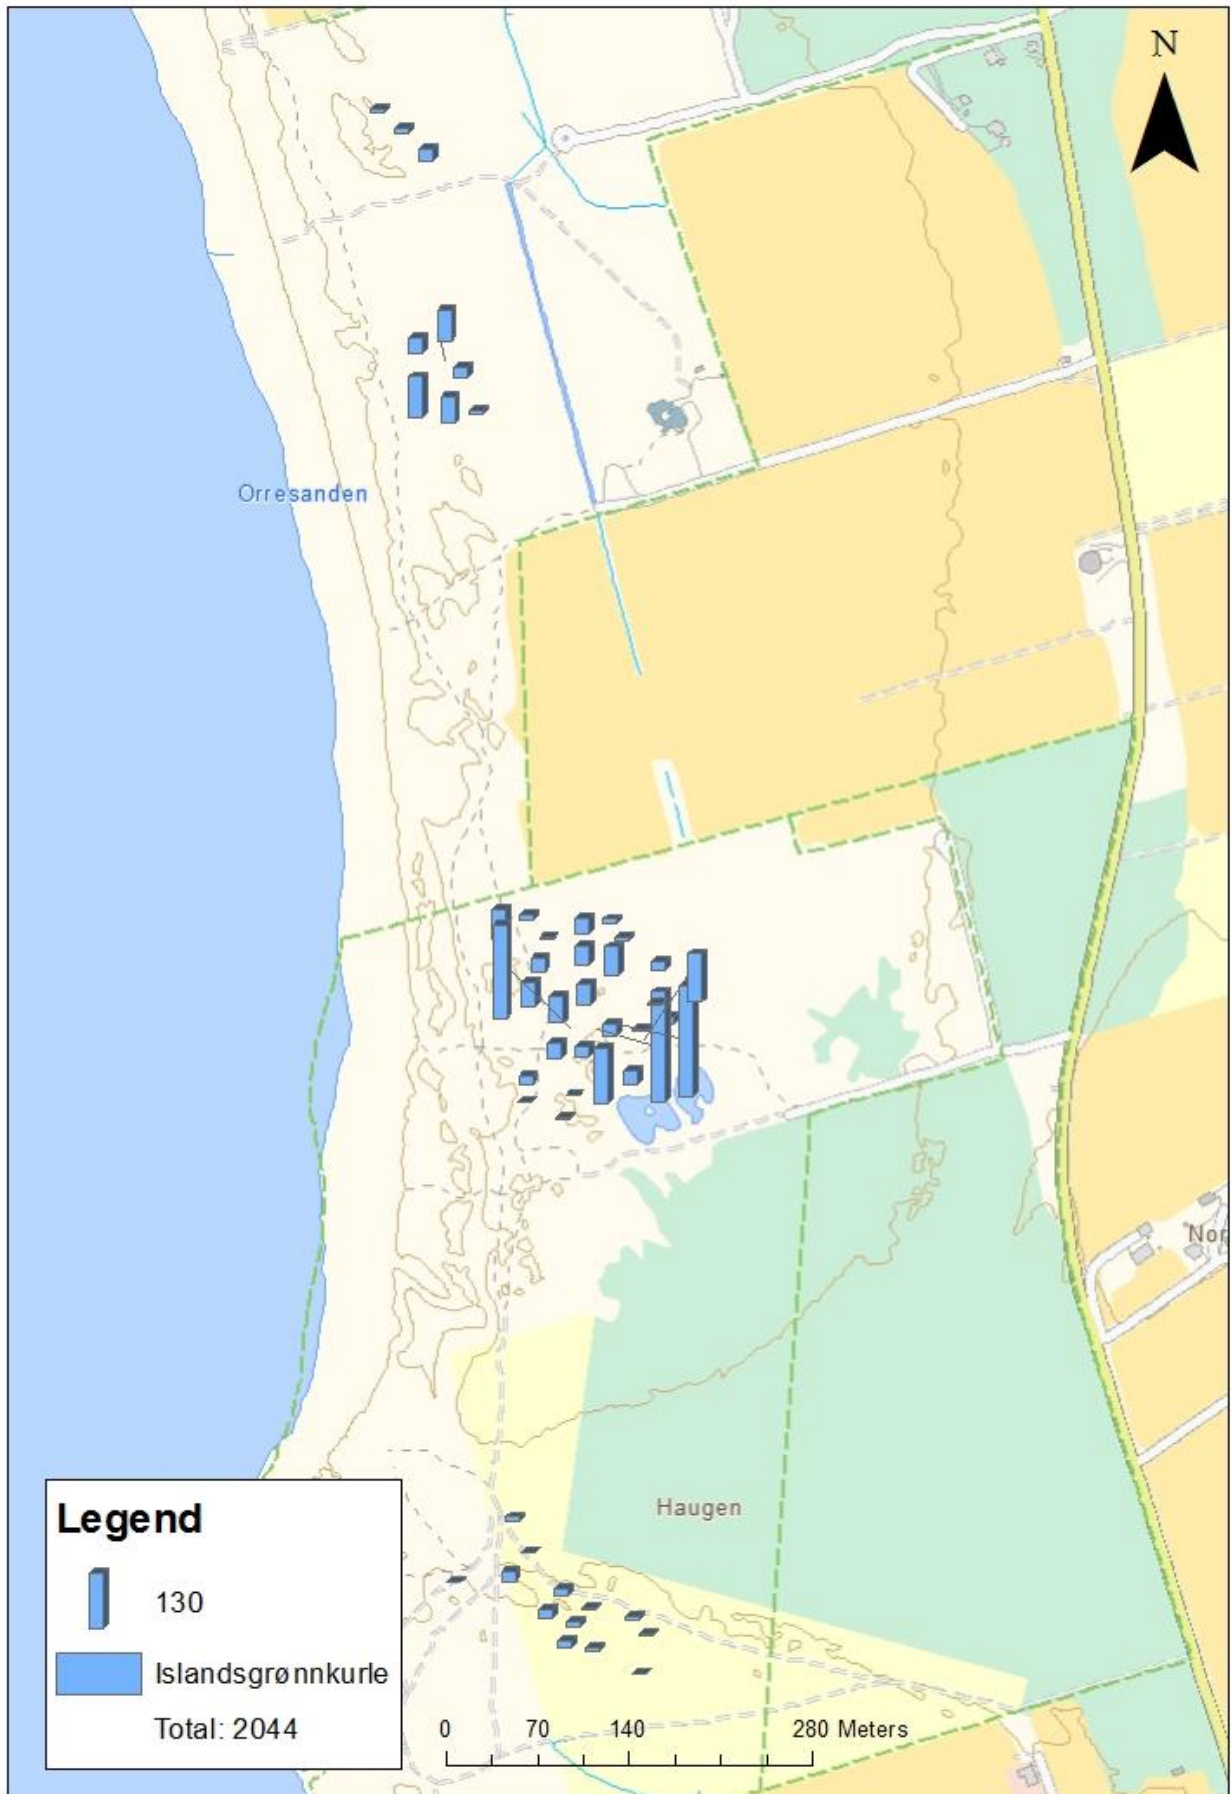 N
Orresanden
Nor
Haugen
Legend
130
Islandsgrønnkurle
Total: 2044
0 70 140 280 Meters